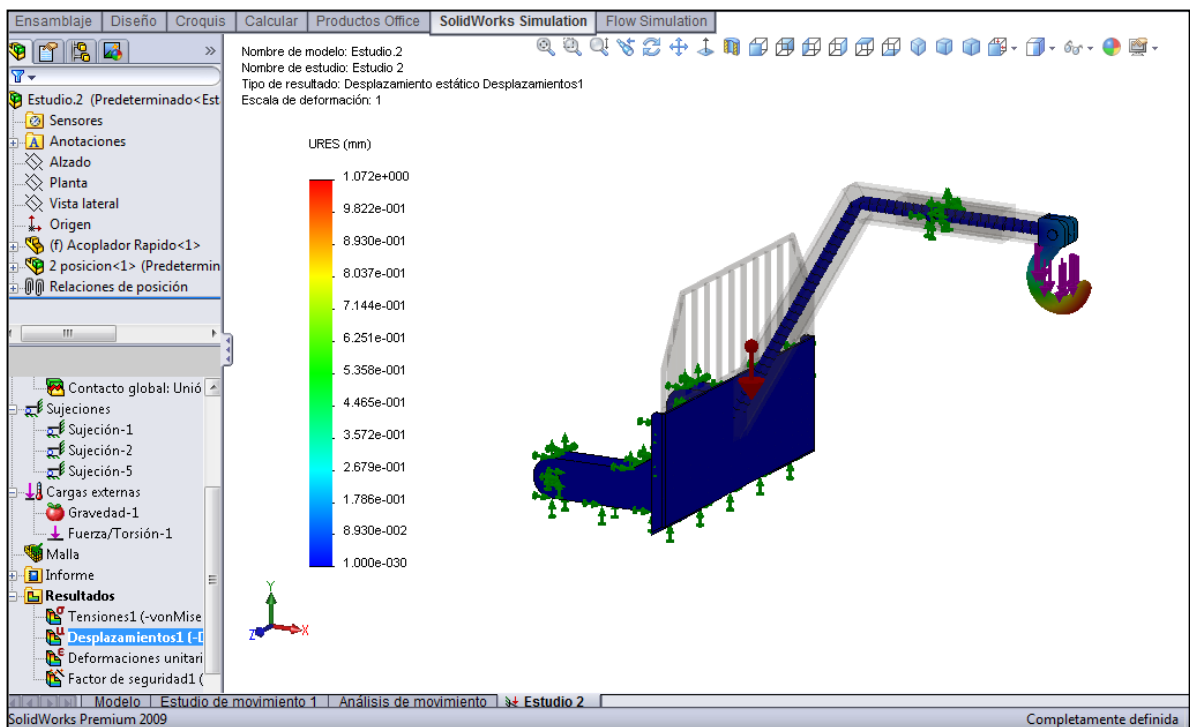 Ensamblaje Diseño Croquis Calcular Productos Office SolidWorks Simulation Flow Simulation
Nombre de modelo: Estudio.2
Nombre de estudio: Estudio 2
Tipo de resultado: Desplazamiento estático Desplazamientos1
Escala de deformación: 1
Estudio.2 (Predeterminado<Est
Sensores
Anotaciones
Alzado
Planta
Vista lateral
Origen
(f) Acoplador Rapido<1>
2 posicion<1> (Predetermin
Relaciones de posición
Contacto global: Unió
Sujeciones
Sujeción-1
Sujeción-2
Sujeción-5
Cargas externas
Gravedad-1
Fuerza/Torsión-1
Malla
Informe
Resultados
Tensiones1 (-vonMise
Desplazamientos1 (-D
Deformaciones unitari
Factor de seguridad1 (
URES (mm)
1.072e+000
9.822e-001
8.930e-001
8.037e-001
7.144e-001
6.251e-001
5.358e-001
4.465e-001
3.572e-001
2.679e-001
1.786e-001
8.930e-002
1.000e-030
Y
Z
X
Modelo Estudio de movimiento 1 Análisis de movimiento Estudio 2
SolidWorks Premium 2009 Completamente definida